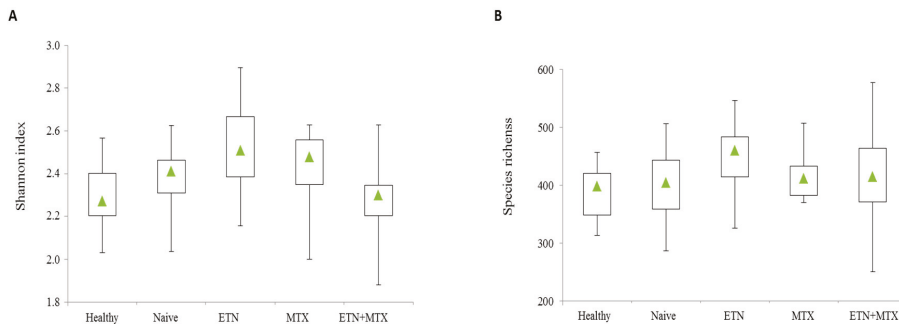 A
Shannon index
3.0
2.8
2.6
2.4
2.2
2.0
1.8
Healthy Naive ETN MTX ETN+MTX
B
Species richenss
600
500
400
300
200
Healthy Naive ETN MTX ETN+MTX